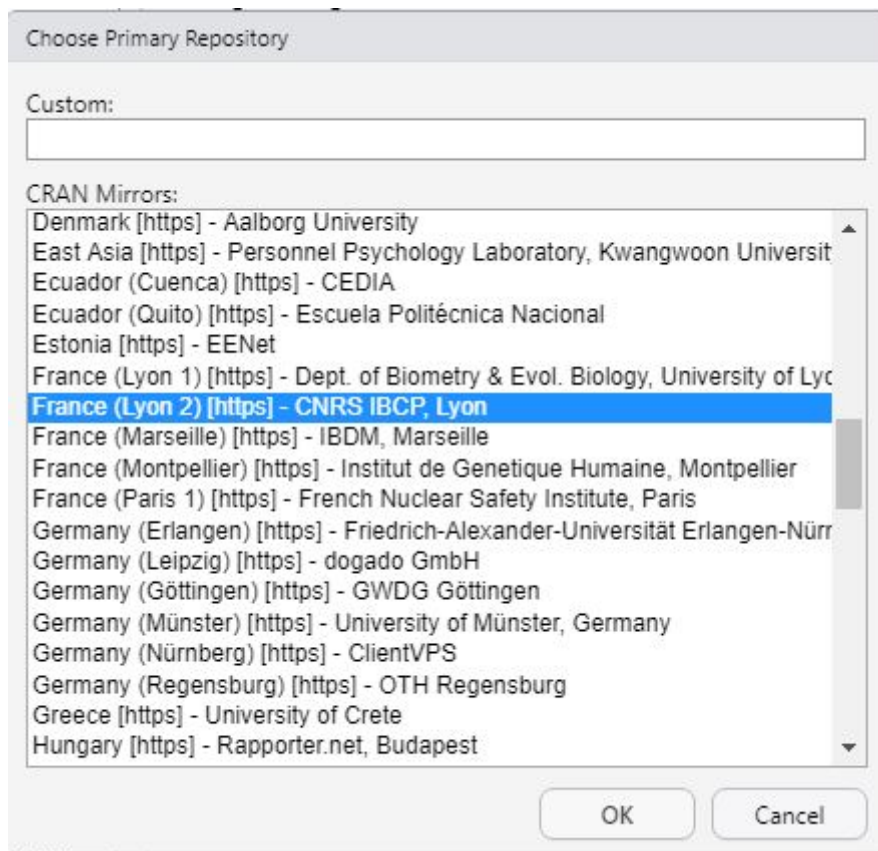 Choose Primary Repository
Custom:
CRAN Mirrors:
Denmark [https] - Aalborg University
East Asia [https] - Personnel Psychology Laboratory, Kwangwoon Universit
Ecuador (Cuenca) [https] - CEDIA
Ecuador (Quito) [https] - Escuela Politécnica Nacional
Estonia [https] - EENet
France (Lyon 1) [https] - Dept. of Biometry & Evol. Biology, University of Lyc
France (Lyon 2) [https] - CNRS IBCP, Lyon
France (Marseille) [https] - IBDM, Marseille
France (Montpellier) [https] - Institut de Genetique Humaine, Montpellier
France (Paris 1) [https] - French Nuclear Safety Institute, Paris
Germany (Erlangen) [https] - Friedrich-Alexander-Universität Erlangen-Nürr
Germany (Leipzig) [https] - dogado GmbH
Germany (Göttingen) [https] - GWDG Göttingen
Germany (Münster) [https] - University of Münster, Germany
Germany (Nürnberg) [https] - ClientVPS
Germany (Regensburg) [https] - OTH Regensburg
Greece [https] - University of Crete
Hungary [https] - Rapporter.net, Budapest
OK Cancel